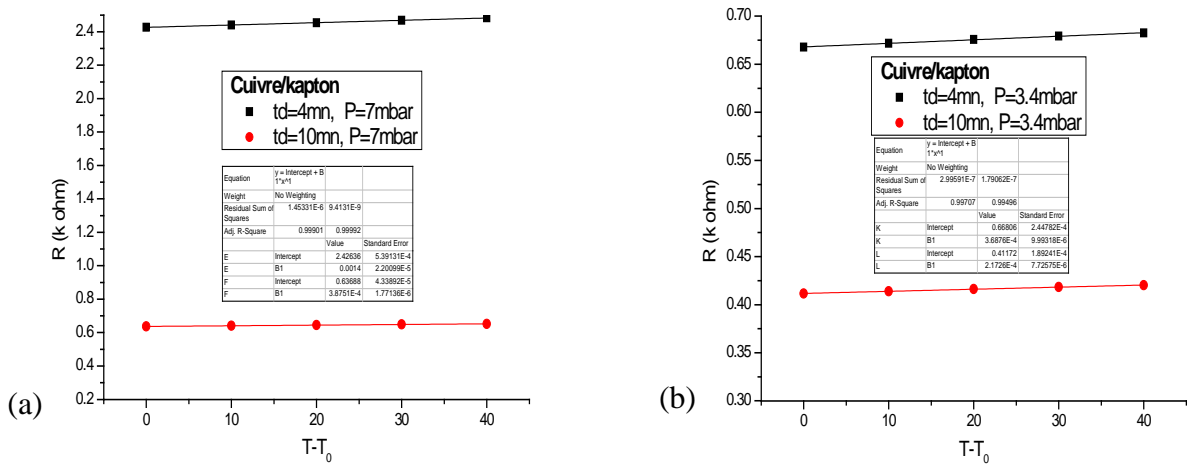 2.4
2.2
2.0
1.8
1.6
1.4
1.2
1.0
0.8
0.6
0.4
0.2
R (k ohm)
Cuivre/kapton
td=4mn, P=7mbar
td=10mn, P=7mbar
Equation y = Intercept + B
1*x^1
Weight No Weighting
Residual Sum of
Squares 1.45331E-6 9.4131E-9
Adj. R-Square 0.99901 0.99992
Value Standard Error
E Intercept 2.42636 5.39131E-4
E B1 0.0014 2.20099E-5
F Intercept 0.63688 4.33892E-5
F B1 3.8751E-4 1.77136E-6
0 10 20 30 40
T-T0
(a)
0.70
0.65
0.60
0.55
0.50
0.45
0.40
0.35
0.30
R (k ohm)
Cuivre/kapton
td=4mn, P=3.4mbar
td=10mn, P=3.4mbar
Equation y = Intercept + B
1*x^1
Weight No Weighting
Residual Sum of
Squares 2.99591E-7 1.79062E-7
Adj. R-Square 0.99707 0.99496
Value Standard Error
K Intercept 0.66806 2.44782E-4
K B1 3.6876E-4 9.99318E-6
L Intercept 0.41172 1.89241E-4
L B1 2.1726E-4 7.72575E-6
0 10 20 30 40
T-T0
(b)